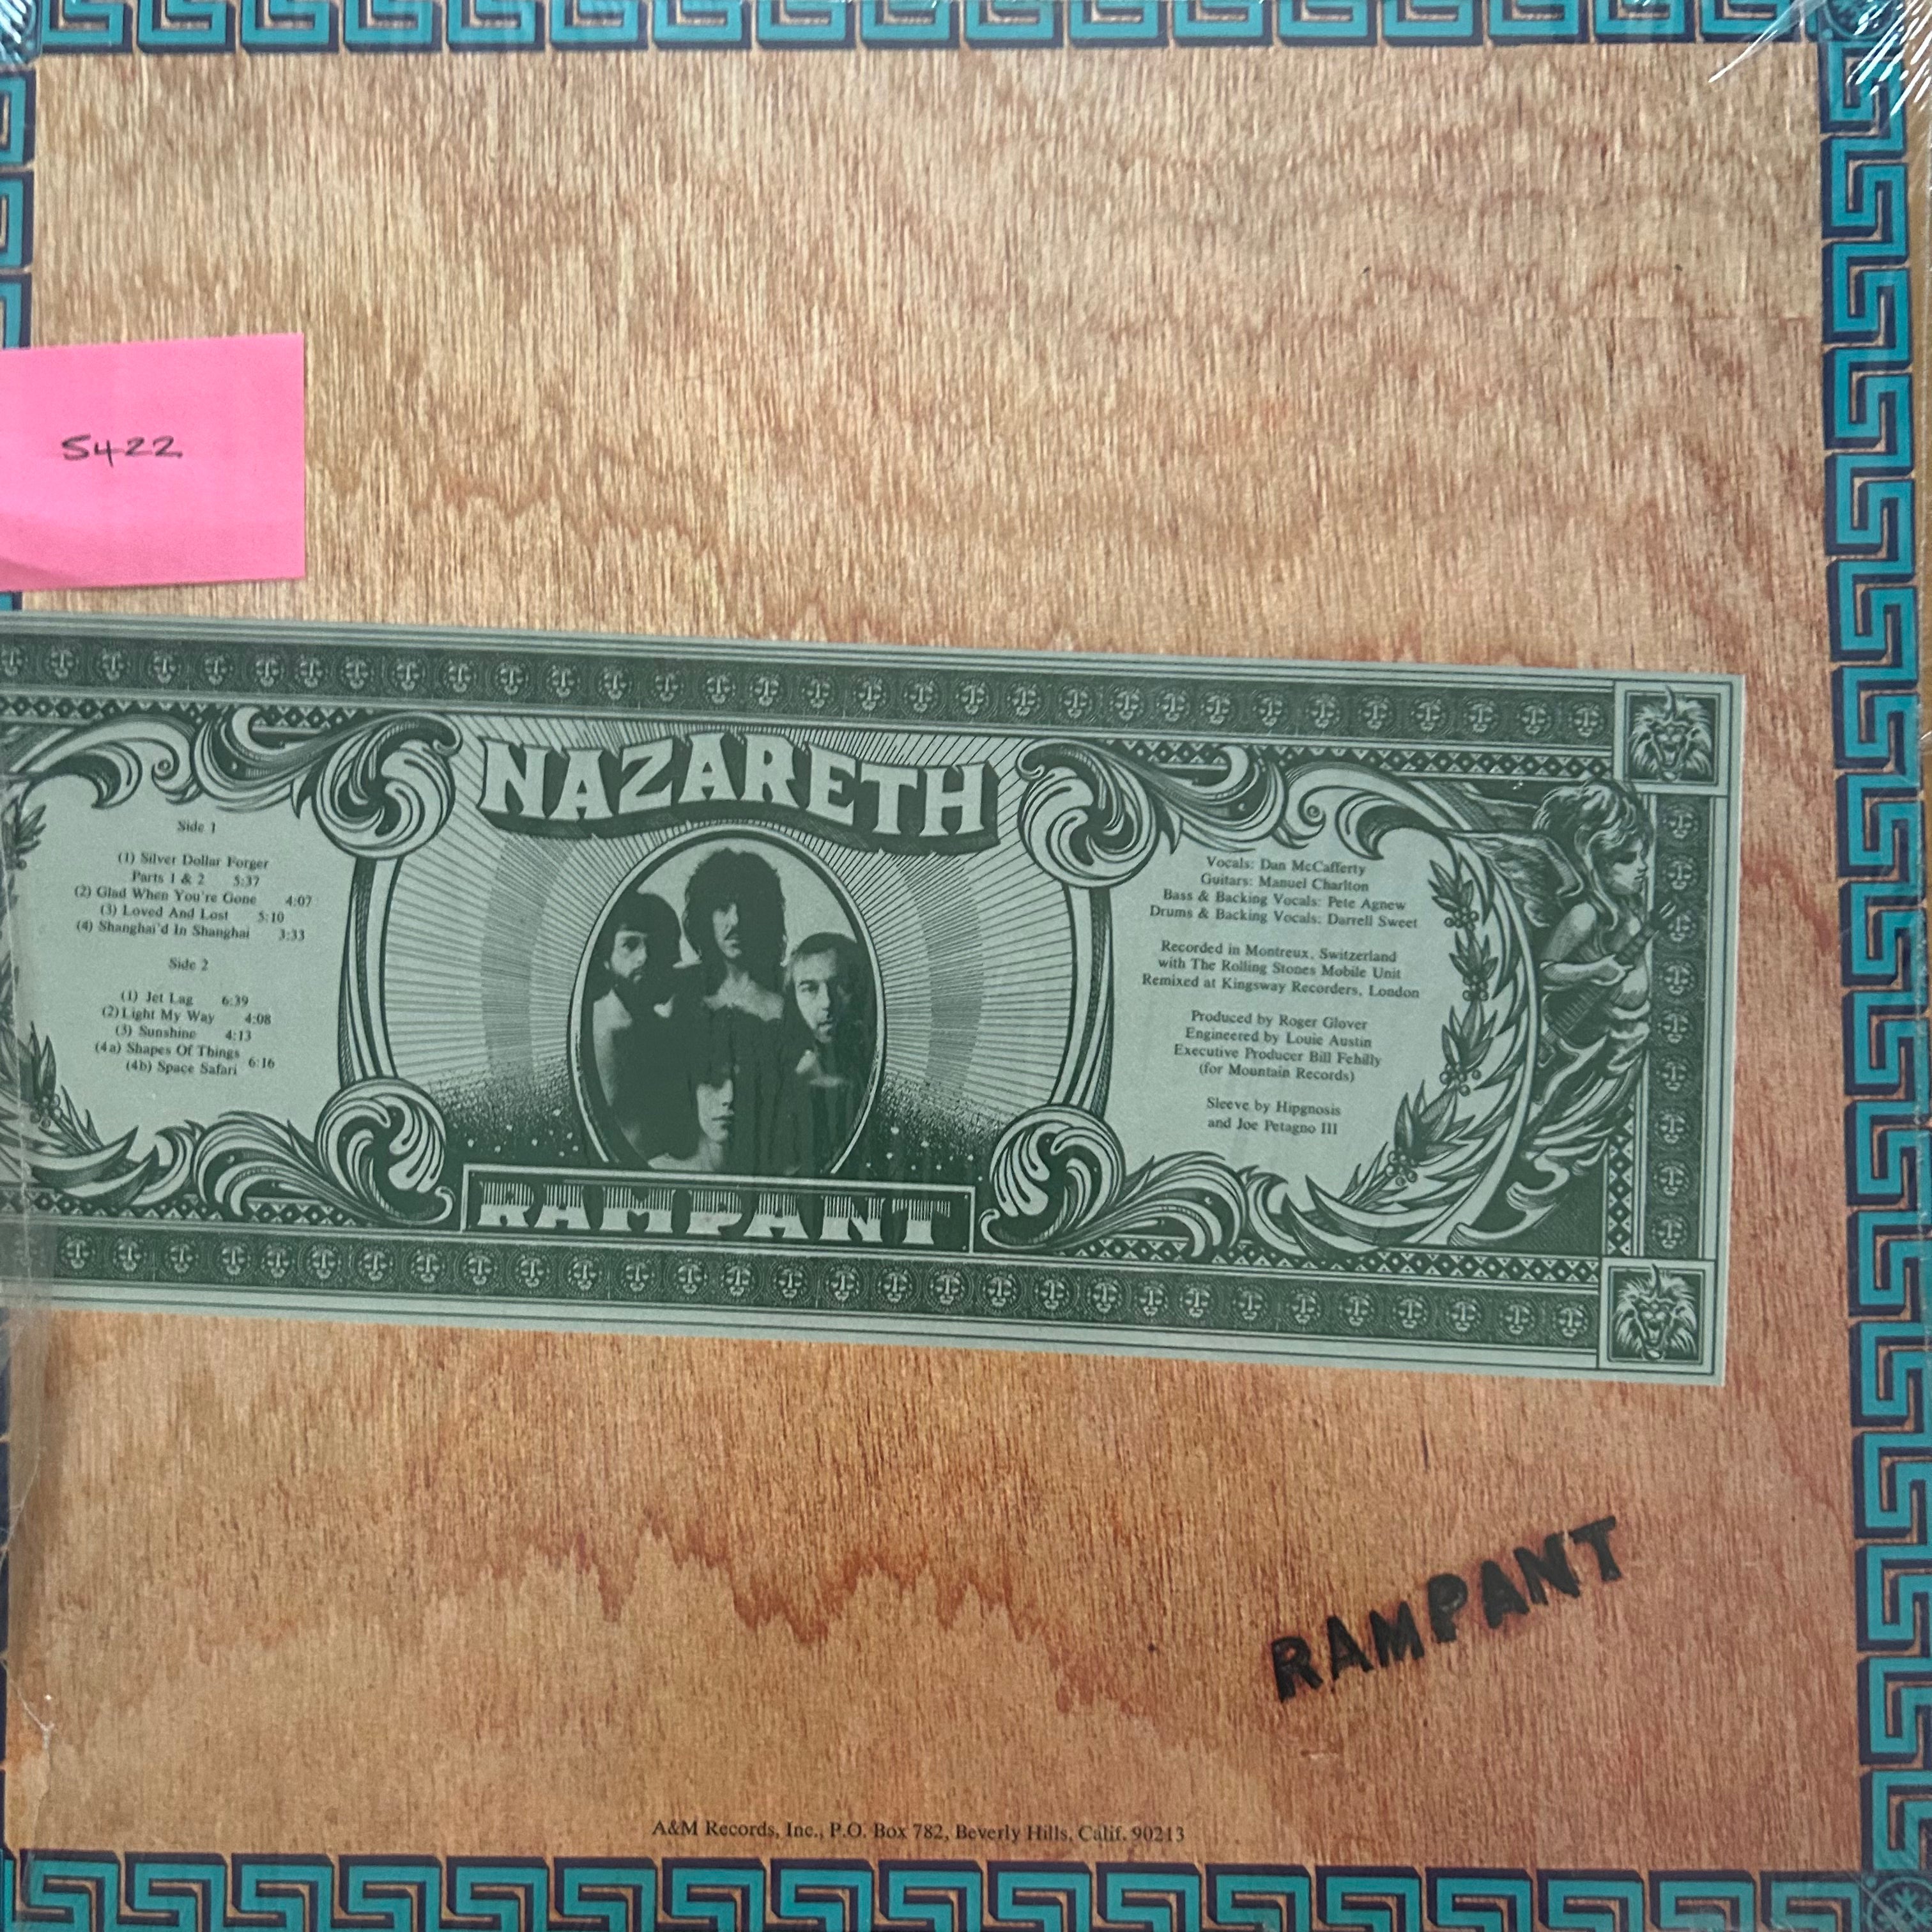 5422
NAZARETH
Side 1
(1) Silver Dollar Forger
Parts 1 & 2 5:37
(2) Glad When You're Gone 4:07
(3) Loved And Lost 5:10
(4) Shanghai'd In Shanghai 3:33
Side 2
(1) Jet Lag 6:39
(2) Light My Way 4:08
(3) Sunshine 4:13
(4a) Shapes Of Things
(4b) Space Safari 6:16
Vocals: Dan McCafferty
Guitars: Manuel Charlton
Bass & Backing Vocals: Pete Agnew
Drums & Backing Vocals: Darrell Sweet
Recorded in Montreux, Switzerland
with The Rolling Stones Mobile Unit
Remixed at Kingsway Recorders, London
Produced by Roger Glover
Engineered by Louie Austin
Executive Producer Bill Fehilly
(for Mountain Records)
Sleeve by Hipgnosis
and Joe Petagno III
RAMPANT
RAMPANT
A&M Records, Inc., P.O. Box 782, Beverly Hills, Calif. 90213